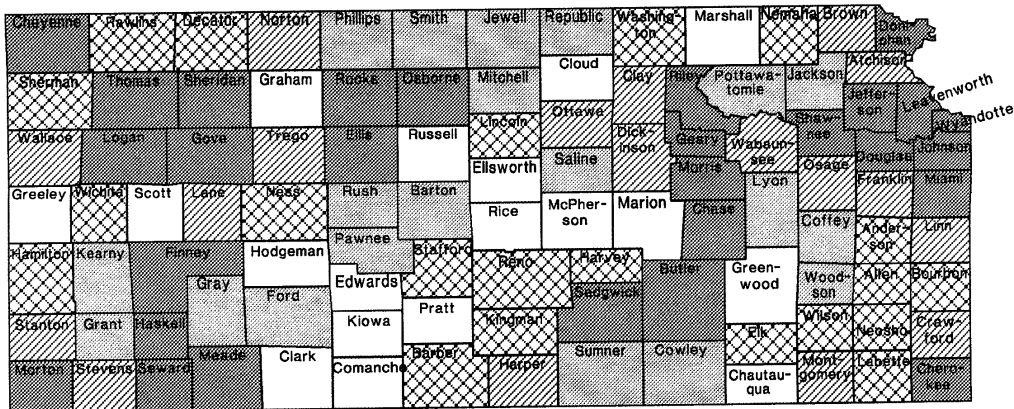 Cheyenne Rawlins Decator Norton Phillips Smith Jewell Republic Washing-
ton Marshall Nemaha Brown Doni-
phan
Sherman Thomas Sheridan Graham Rooks Osborne Mitchell Cloud Clay Riley Pottawa-
tomie Jackson Atchison
Jeffer-
son Leavenworth
Wyandotte
Wallace Logan Gove Trego Ellis Russell Lincoln Ottawa
Dick-
inson Geary Wabaun-
see Shaw-
nee Douglas Johnson
Ellsworth Saline Morris Osage
Greeley Wichita Scott Lane Ness Rush Barton Rice McPher-
son Marion Chase Lyon Franklin Miami
Coffey Ander-
son Linn
Hamilton Kearny Finney Hodgeman Pawnee Stafford Reno Harvey Butler Green-
wood Wood-
son Allen Bourbon
Gray Ford Edwards Sedgwick
Stanton Grant Haskell Kiowa Pratt Kingman Elk Wilson Neosho Craw-
ford
Morton Stevens Seward Meade Clark Comanche Barber Harper Sumner Cowley Chautau-
qua Mont-
gomery Labette Chero-
kee